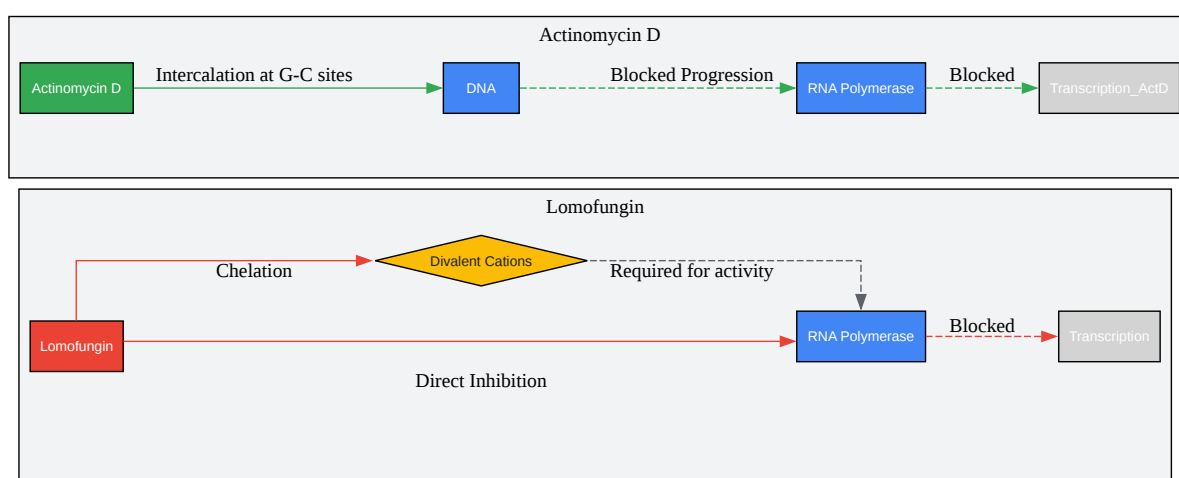 Actinomycin D
Actinomycin D
Intercalation at G-C sites
DNA
Blocked Progression
RNA Polymerase
Blocked
Transcription_ActD
Lomofungin
Chelation
Divalent Cations
Required for activity
Lomofungin
Direct Inhibition
RNA Polymerase
Blocked
Transcription